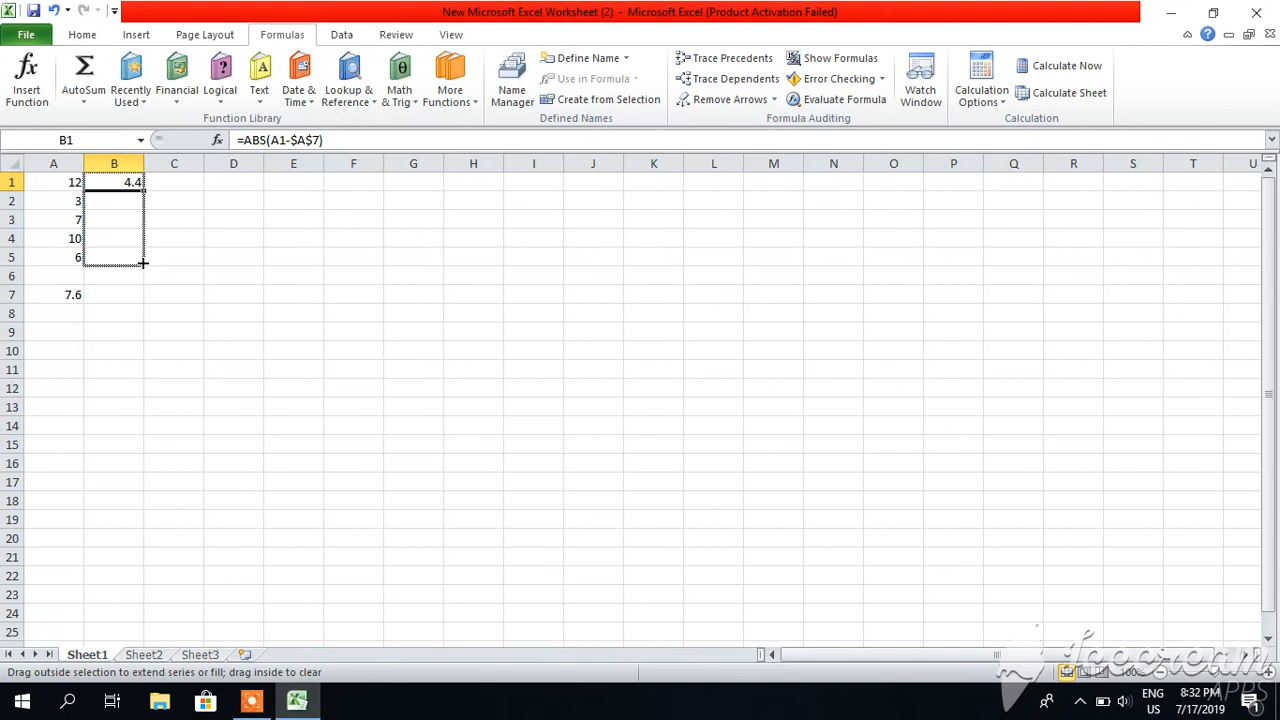 New Microsoft Excel Worksheet (2) - Microsoft Excel (Product Activation Failed)
File Home Insert Page Layout Formulas Data Review View
Insert Function
AutoSum
Recently Used
Financial
Logical
Text
Date & Time
Lookup & Reference
Math & Trig
More Functions
Function Library
Name Manager
Define Name
Use in Formula
Create from Selection
Defined Names
Trace Precedents
Trace Dependents
Remove Arrows
Show Formulas
Error Checking
Evaluate Formula
Watch Window
Formula Auditing
Calculation Options
Calculate Now
Calculate Sheet
Calculation
B1 fx =ABS(A1-$A$7)
A B C D E F G H I J K L M N O P Q R S T U
1 12 4.4
2 3
3 7
4 10
5 6
6
7 7.6
8
9
10
11
12
13
14
15
16
17
18
19
20
21
22
23
24
25
Sheet1 Sheet2 Sheet3
Drag outside selection to extend series or fill; drag inside to clear
APPS
ENG
US
8:32 PM
7/17/2019
1